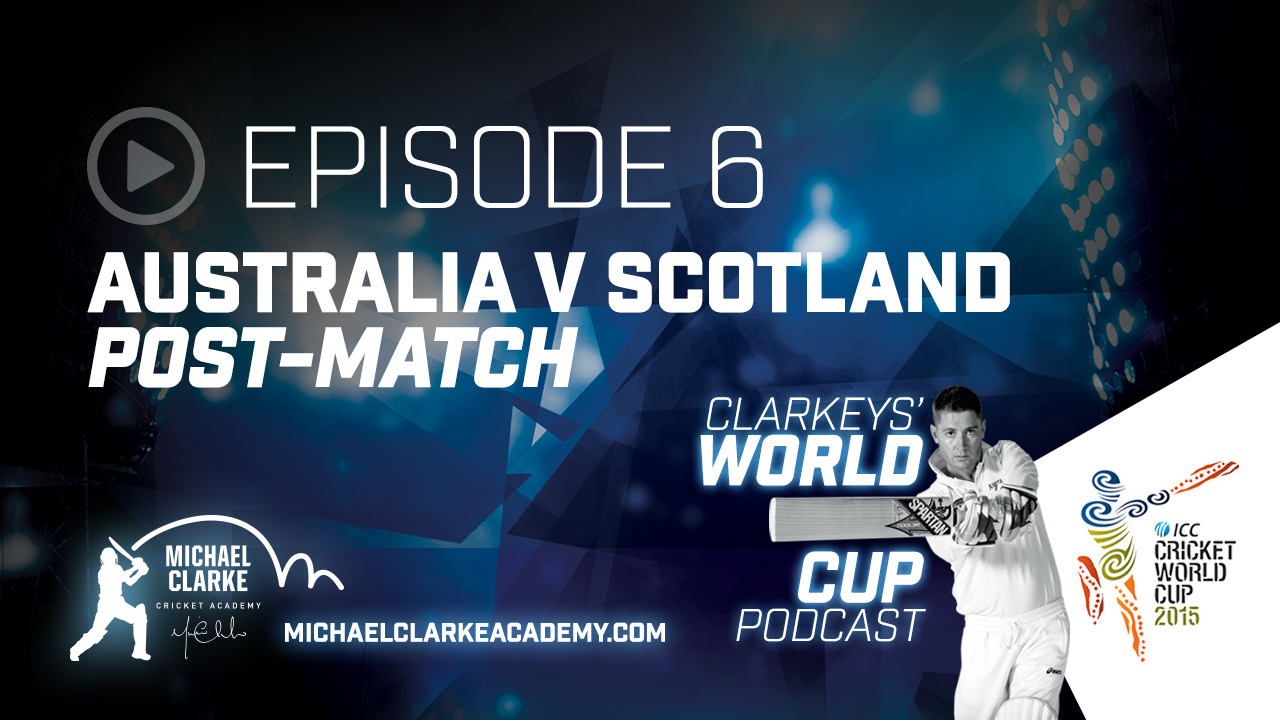 EPISODE 6
AUSTRALIA V SCOTLAND
POST-MATCH
CLARKEYS'
WORLD
SPARTAN
CUP
PODCAST
MICHAEL
CLARKE
CRICKET ACADEMY
MICHAELCLARKEACADEMY.COM
ICC
CRICKET
WORLD
CUP
2015
asics